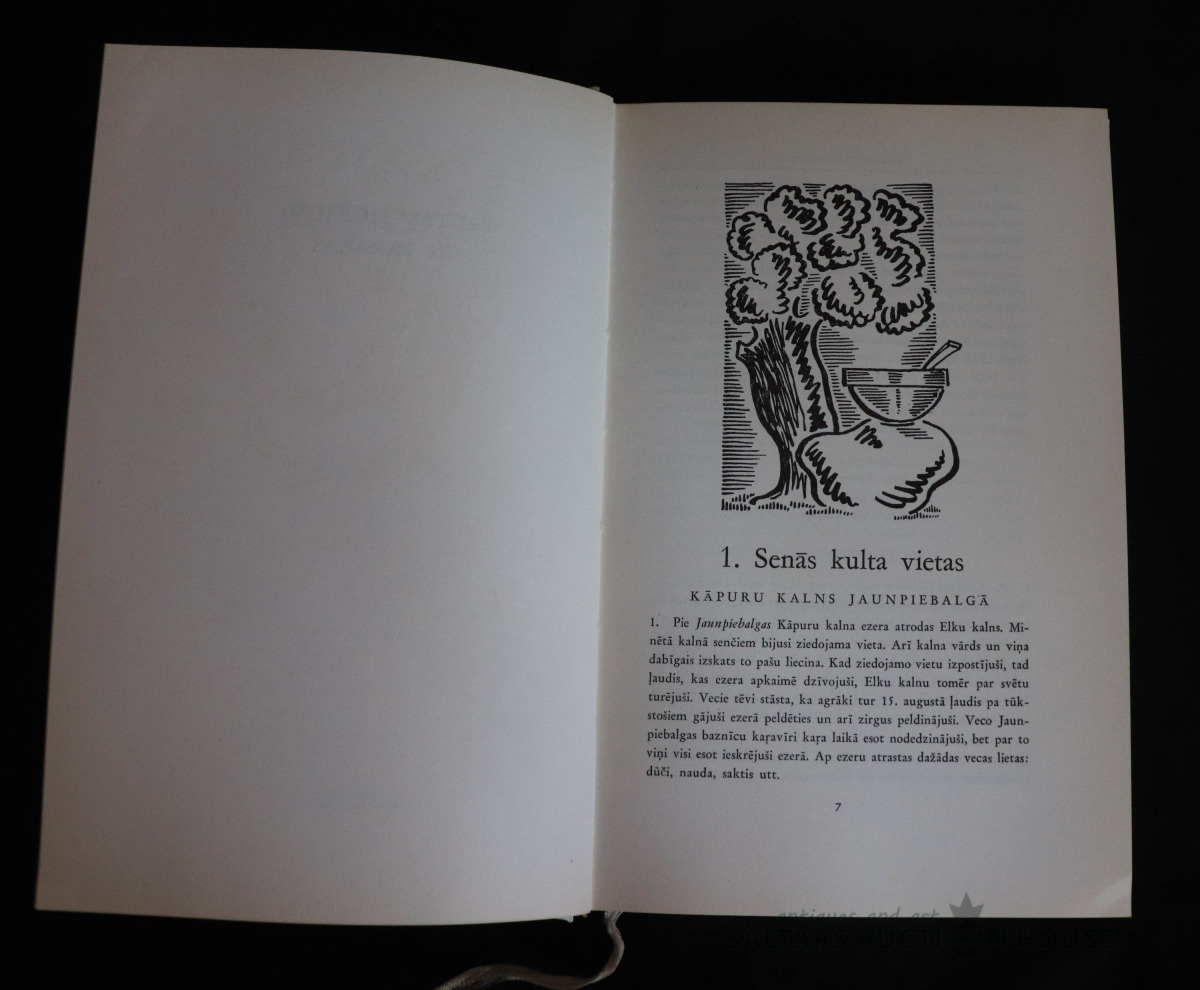 1. Senās kulta vietas
KĀPURU KALNS JAUNPIEBALGĀ
1. Pie Jaunpiebalgas Kāpuru kalna ezera atrodas Elku kalns. Mi-
nētā kalnā senčiem bijusi ziedojama vieta. Arī kalna vārds un viņa
dabīgais izskats to pašu liecina. Kad ziedojamo vietu izpostījuši, tad
ļaudis, kas ezera apkaimē dzīvojuši, Elku kalnu tomēr par svētu
turējuši. Vecie tēvi stāsta, ka agrāki tur 15. augustā ļaudis pa tūk-
stošiem gājuši ezerā peldēties un arī zirgus peldinājuši. Veco Jaun-
piebalgas baznīcu kaŗavīri kaŗa laikā esot nodedzinājuši, bet par to
viņi visi esot ieskrējuši ezerā. Ap ezeru atrastas dažādas vecas lietas:
dūči, nauda, saktis utt.
7
antiques and art
BALTARS AUCTION HOUSE